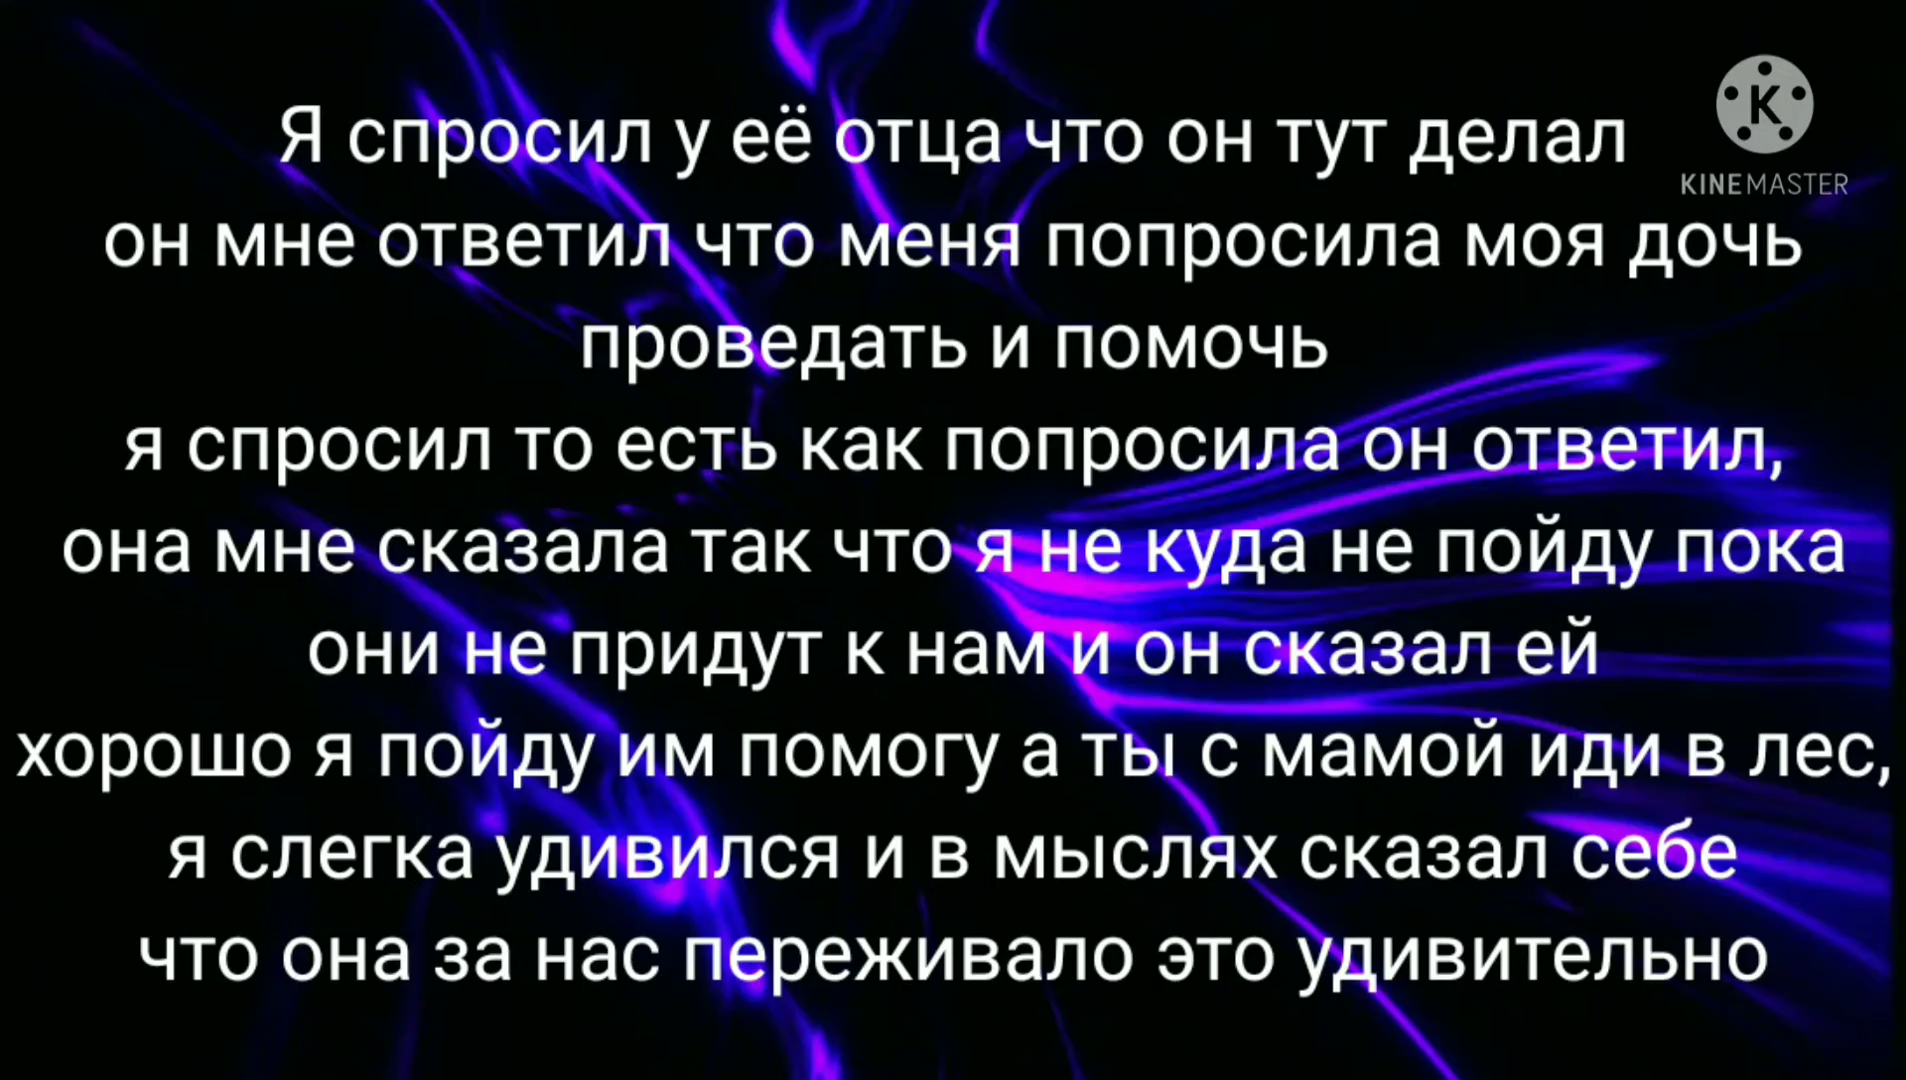 Я спросил у её отца что он тут делал
KINEMASTER
он мне ответил что меня попросила моя дочь
проведать и помочь
я спросил то есть как попросила он ответил,
она мне сказала так что я не куда не пойду пока
они не придут к нам и он сказал ей
хорошо я пойду им помогу а ты с мамой иди в лес,
я слегка удивился и в мыслях сказал себе
что она за нас переживало это удивительно